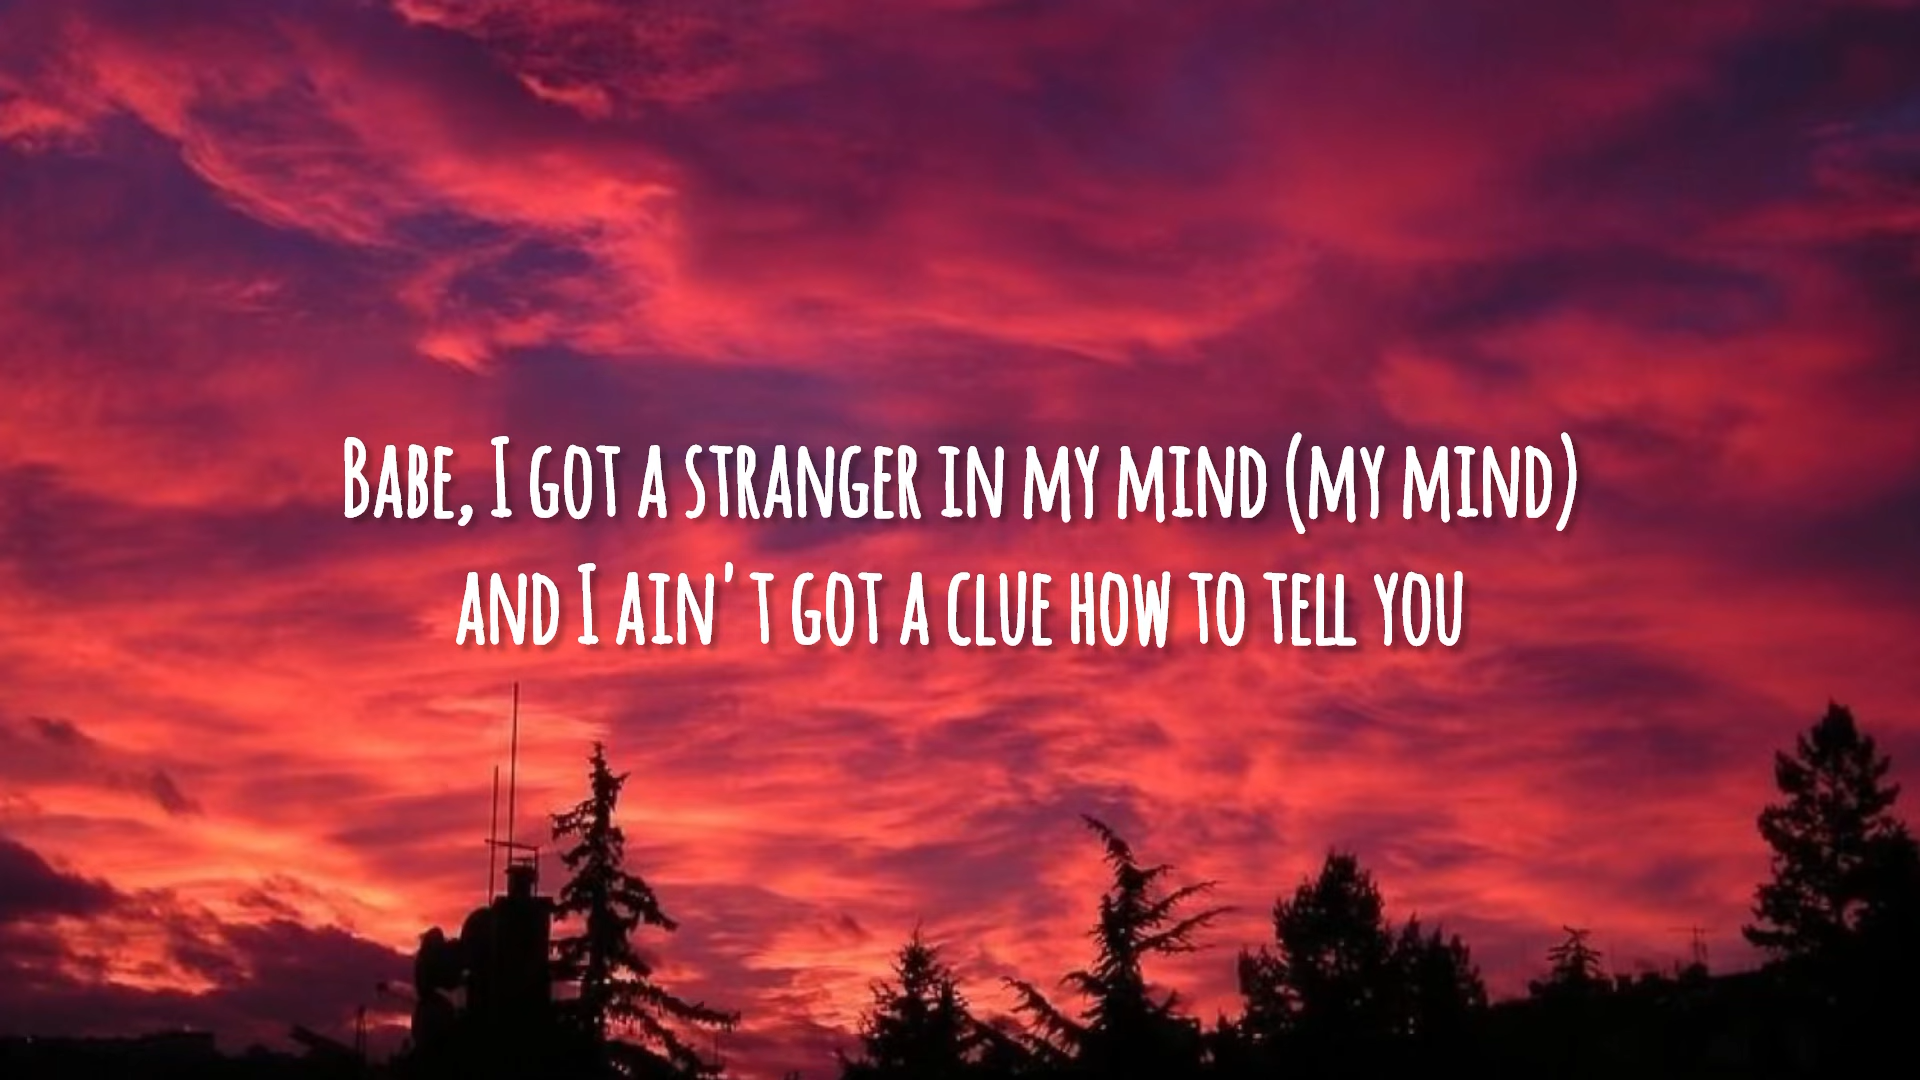 Babe, I got a stranger in my mind (my mind)
and I ain't got a clue how to tell you